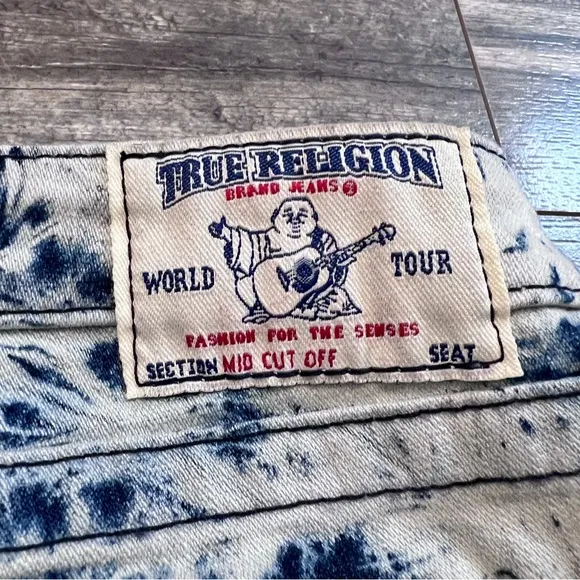 TRUE RELIGION
BRAND JEANS
WORLD TOUR
FASHION FOR THE SENSES
SECTION MID CUT OFF SEAT